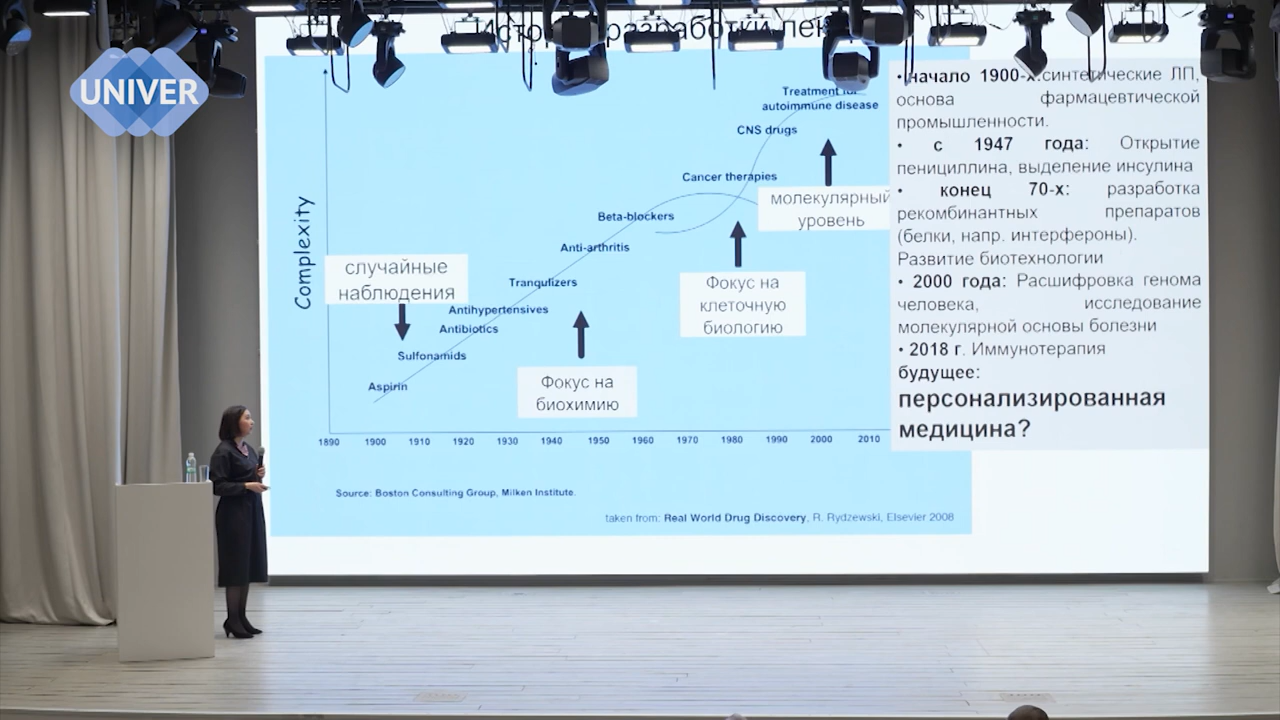 UNIVER
Complexity
Treatment for
autoimmune disease
CNS drugs
Cancer therapies
молекулярный
уровень
Beta-blockers
Anti-arthritis
случайные
наблюдения
Tranqulizers
Фокус на
клеточную
биологию
Antihypertensives
Antibiotics
Sulfonamids
Aspirin
Фокус на
биохимию
1890 1900 1910 1920 1930 1940 1950 1960 1970 1980 1990 2000 2010
Source: Boston Consulting Group, Milken Institute.
taken from: Real World Drug Discovery, R. Rydzewski, Elsevier 2008
• начало 1900-х:синтетические ЛП,
основа фармацевтической
промышленности.
• с 1947 года: Открытие
пенициллина, выделение инсулина
• конец 70-х: разработка
рекомбинантных препаратов
(белки, напр. интерфероны).
Развитие биотехнологии
• 2000 года: Расшифровка генома
человека, исследование
молекулярной основы болезни
• 2018 г. Иммунотерапия
будущее:
персонализированная
медицина?